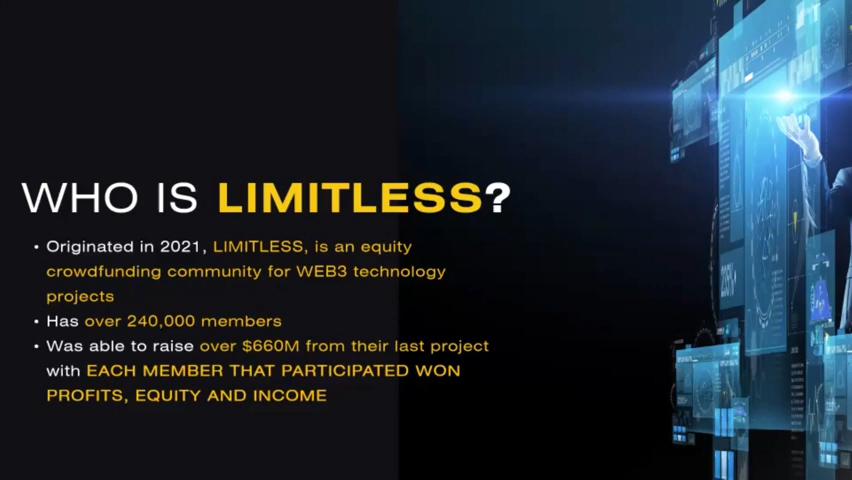 WHO IS LIMITLESS?
• Originated in 2021, LIMITLESS, is an equity
crowdfunding community for WEB3 technology
projects
• Has over 240,000 members
• Was able to raise over $660M from their last project
with EACH MEMBER THAT PARTICIPATED WON
PROFITS, EQUITY AND INCOME